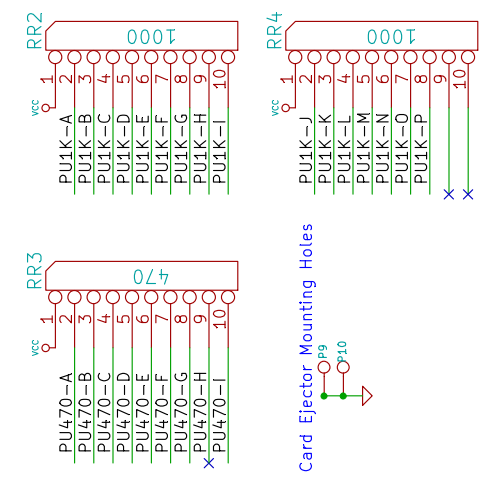 RR2
1000
1
2
3
4
5
6
7
8
9
10
vcc
PU1K-A
PU1K-B
PU1K-C
PU1K-D
PU1K-E
PU1K-F
PU1K-G
PU1K-H
PU1K-I
RR4
1000
1
2
3
4
5
6
7
8
9
10
vcc
PU1K-J
PU1K-K
PU1K-L
PU1K-M
PU1K-N
PU1K-O
PU1K-P
RR3
470
1
2
3
4
5
6
7
8
9
10
vcc
PU470-A
PU470-B
PU470-C
PU470-D
PU470-E
PU470-F
PU470-G
PU470-H
PU470-I
Card Ejector Mounting Holes
P9
P10